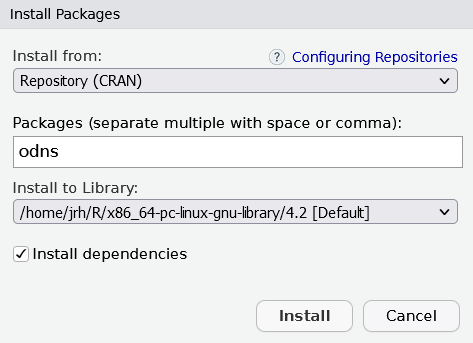 Install Packages
Install from:
? Configuring Repositories
Repository (CRAN)
Packages (separate multiple with space or comma):
odns
Install to Library:
/home/jrh/R/x86_64-pc-linux-gnu-library/4.2 [Default]
Install dependencies
Install Cancel